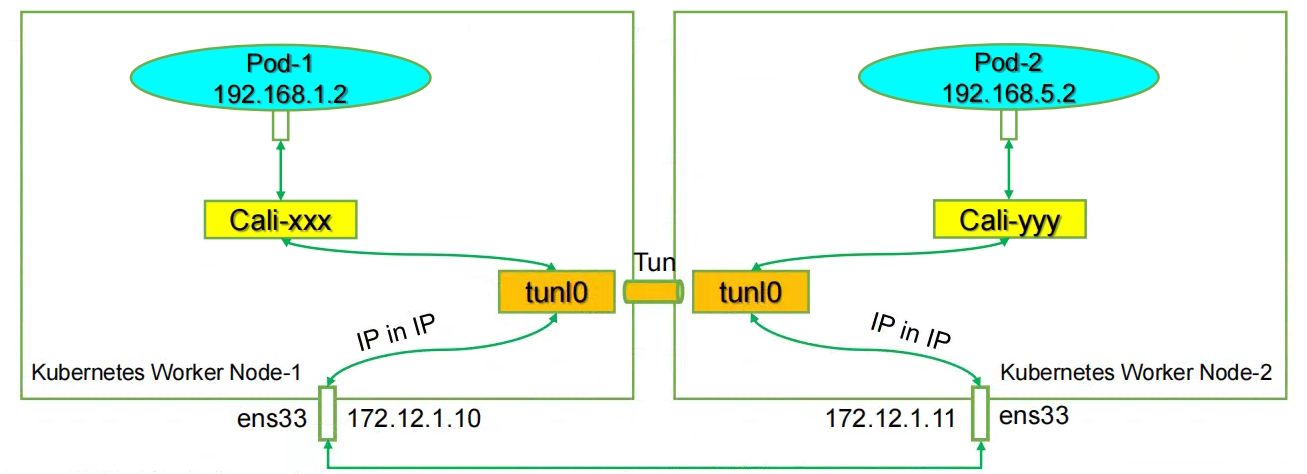 Pod-1
192.168.1.2
Pod-2
192.168.5.2
Cali-xxx
Cali-yyy
Tun
tunl0
tunl0
IP in IP
IP in IP
Kubernetes Worker Node-1
Kubernetes Worker Node-2
ens33
172.12.1.10
172.12.1.11
ens33